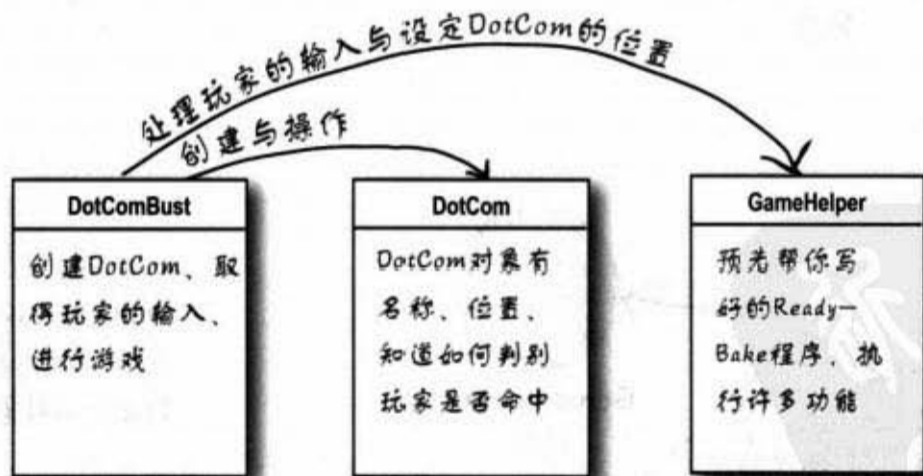 处理玩家的输入与设定DotCom的位置
创建与操作
DotComBust
创建DotCom、取
得玩家的输入、
进行游戏
DotCom
DotCom对象有
名称、位置、
知道如何判别
玩家是否命中
GameHelper
预先帮你写
好的Ready-
Bake程序、执
行许多功能